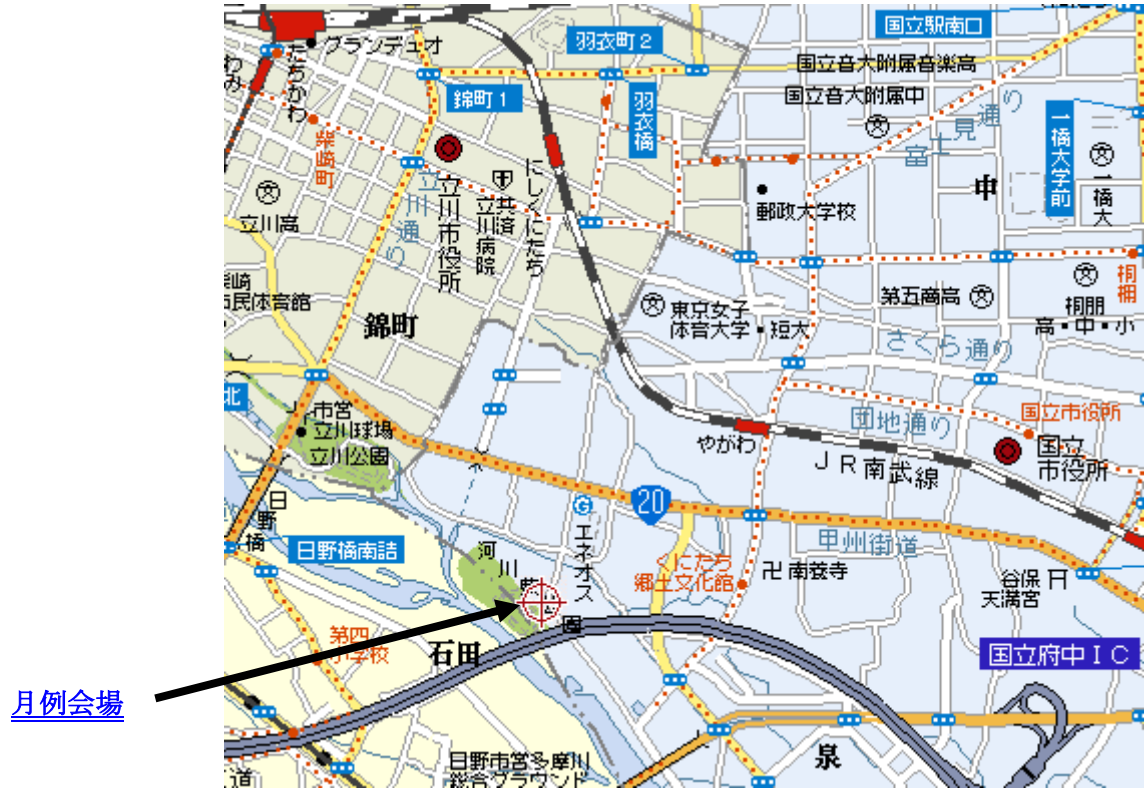 国立駅南口
グランデュオ
羽衣町2
たちかわ
国立音大附属音楽高
錦町1
羽衣橋
国立音大附属中
富士見通り
一橋大学前
柴崎町
立川市役所
共済
立川病院
にしくにたち
一橋大
中
立川高
立川通り
郵政大学校
市民体育館
錦町
東京女子
体育大学・短大
第五商高
桐朋
高・中・小
さくら通り
北
市営
立川球場
立川公園
団地通り
国立市役所
やがわ
国立
市役所
JR南武線
日野橋
20
日野橋南詰
エネオス
甲州街道
河川敷公園
くにたち
郷土文化館
卍南養寺
谷保
天満宮
第四
小学校
石田
国立府中IC
月例会場
泉
日野市営多摩川
総合グラウンド
道